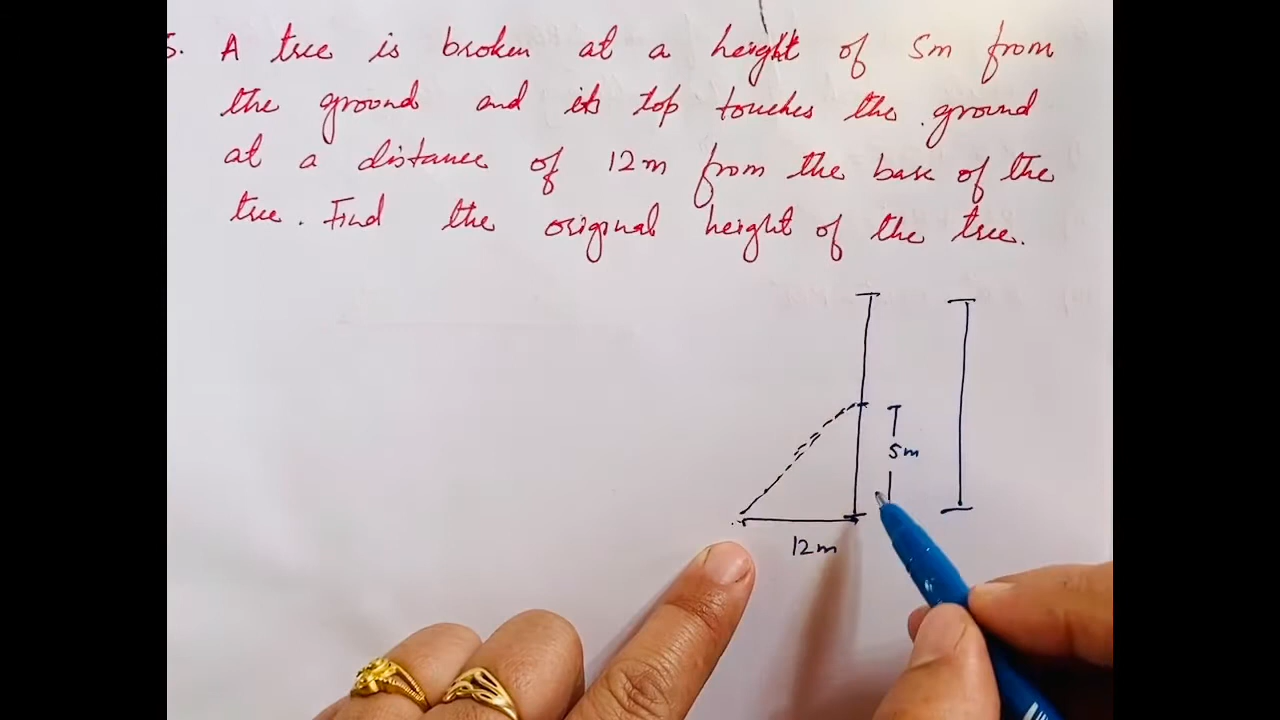 5. A tree is broken at a height of 5m from
the ground and its top touches the ground
at a distance of 12m from the base of the
tree. Find the original height of the tree.
5m
12m